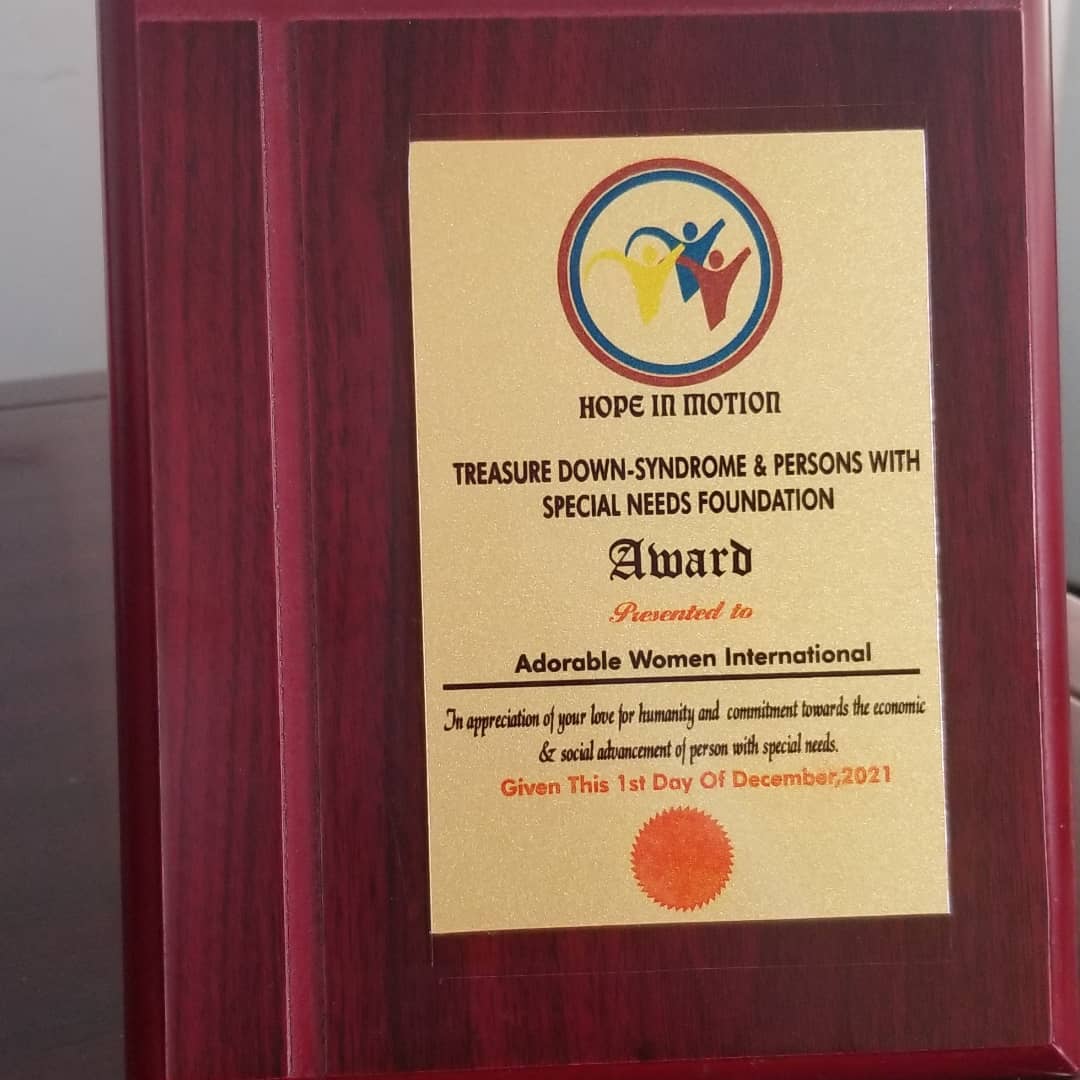 HOPE IN MOTION
TREASURE DOWN-SYNDROME & PERSONS WITH
SPECIAL NEEDS FOUNDATION
Award
Presented to
Adorable Women International
In appreciation of your love for humanity and commitment towards the economic
& social advancement of person with special needs.
Given This 1st Day Of December,2021